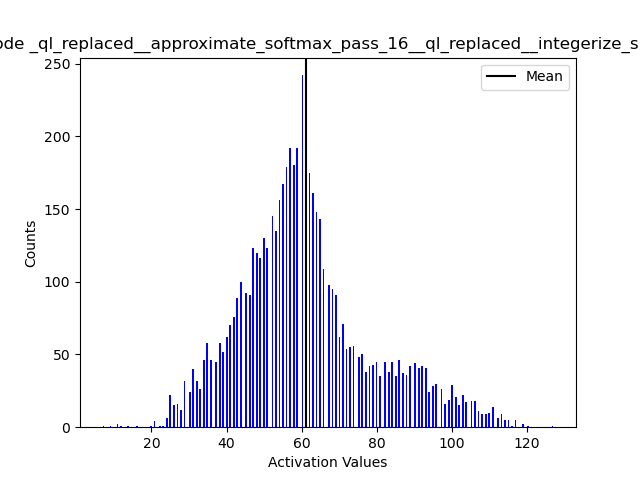 ode _ql_replaced__approximate_softmax_pass_16__ql_replaced__integerize_s
Mean
250
200
150
100
50
0
Counts
20 40 60 80 100 120
Activation Values